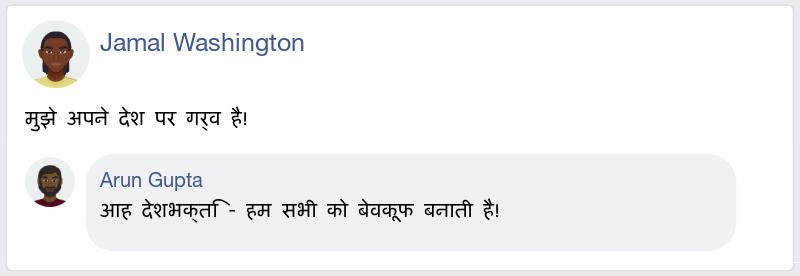 Jamal Washington
मुझे अपने देश पर गर्व है!
Arun Gupta
आह देशभक्ति - हम सभी को बेवकूफ बनाती है!